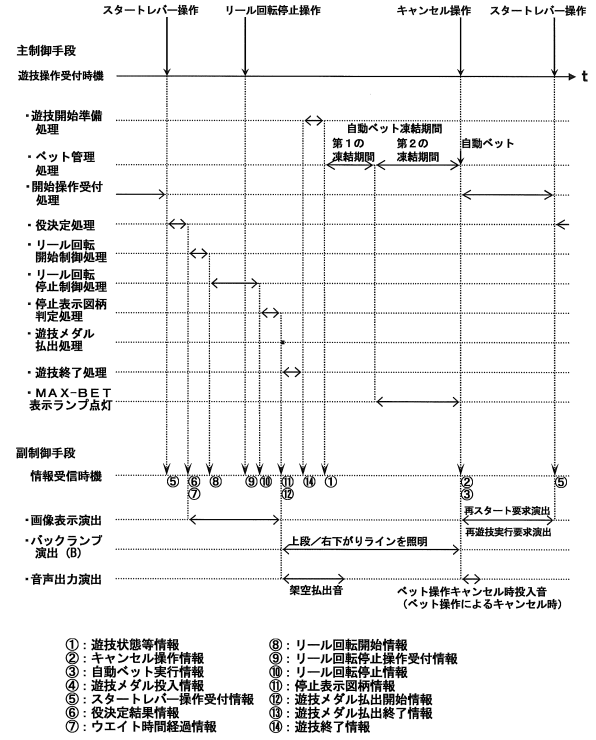 スタートレバー操作
リール回転停止操作
キャンセル操作
スタートレバー操作
主制御手段
遊技操作受付時機
t
・遊技開始準備
処理
自動ベット凍結期間
第１の
凍結期間
第２の
凍結期間
自動ベット
・ベット管理
処理
・開始操作受付
処理
・役決定処理
・リール回転
開始制御処理
・リール回転
停止制御処理
・停止表示図柄
判定処理
・遊技メダル
払出処理
・遊技終了処理
・ＭＡＸ−ＢＥＴ
表示ランプ点灯
副制御手段
情報受信時機
⑤ ⑥ ⑧ ⑨ ⑩ ⑪ ⑭ ① ② ⑤
⑦ ⑫ ③
・画像表示演出
再スタート要求演出
再遊技実行要求演出
・バックランプ
演出（B）
上段／右下がりラインを照明
・音声出力演出
架空払出音
ベット操作キャンセル時投入音
（ベット操作によるキャンセル時）
①：遊技状態等情報
②：キャンセル操作情報
③：自動ベット実行情報
④：遊技メダル投入情報
⑤：スタートレバー操作受付情報
⑥：役決定結果情報
⑦：ウエイト時間経過情報
⑧：リール回転開始情報
⑨：リール回転停止操作受付情報
⑩：リール回転停止情報
⑪：停止表示図柄情報
⑫：遊技メダル払出開始情報
⑬：遊技メダル払出終了情報
⑭：遊技終了情報